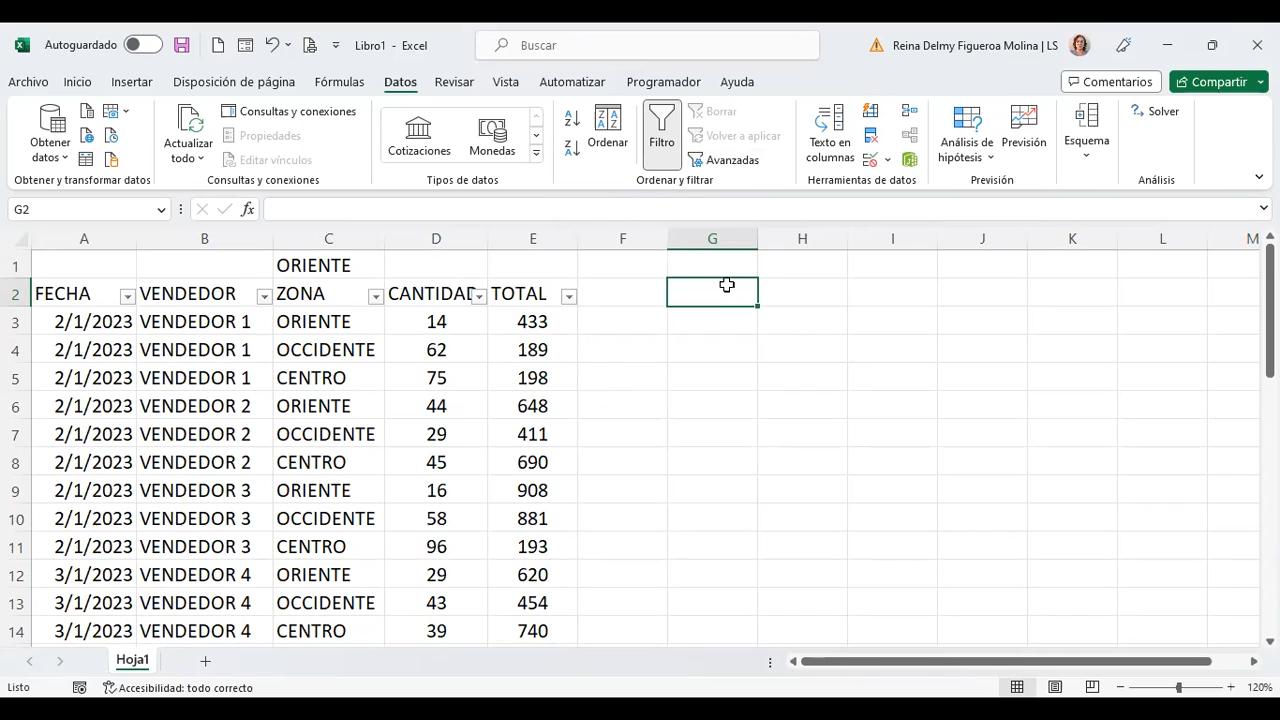 Autoguardado Libro1 - Excel Buscar Reina Delmy Figueroa Molina | LS
Archivo Inicio Insertar Disposición de página Fórmulas Datos Revisar Vista Automatizar Programador Ayuda Comentarios Compartir
Obtener datos
Actualizar todo
Consultas y conexiones
Propiedades
Editar vínculos
Cotizaciones
Monedas
Ordenar
Filtro
Borrar
Volver a aplicar
Avanzadas
Texto en columnas
Análisis de hipótesis
Previsión
Esquema
Solver
Obtener y transformar datos Consultas y conexiones Tipos de datos Ordenar y filtrar Herramientas de datos Previsión Análisis
G2 fx
A B C D E F G H I J K L M
1 ORIENTE
2 FECHA VENDEDOR ZONA CANTIDAD TOTAL
3 2/1/2023 VENDEDOR 1 ORIENTE 14 433
4 2/1/2023 VENDEDOR 1 OCCIDENTE 62 189
5 2/1/2023 VENDEDOR 1 CENTRO 75 198
6 2/1/2023 VENDEDOR 2 ORIENTE 44 648
7 2/1/2023 VENDEDOR 2 OCCIDENTE 29 411
8 2/1/2023 VENDEDOR 2 CENTRO 45 690
9 2/1/2023 VENDEDOR 3 ORIENTE 16 908
10 2/1/2023 VENDEDOR 3 OCCIDENTE 58 881
11 2/1/2023 VENDEDOR 3 CENTRO 96 193
12 3/1/2023 VENDEDOR 4 ORIENTE 29 620
13 3/1/2023 VENDEDOR 4 OCCIDENTE 43 454
14 3/1/2023 VENDEDOR 4 CENTRO 39 740
Hoja1
Listo Accesibilidad: todo correcto 120%